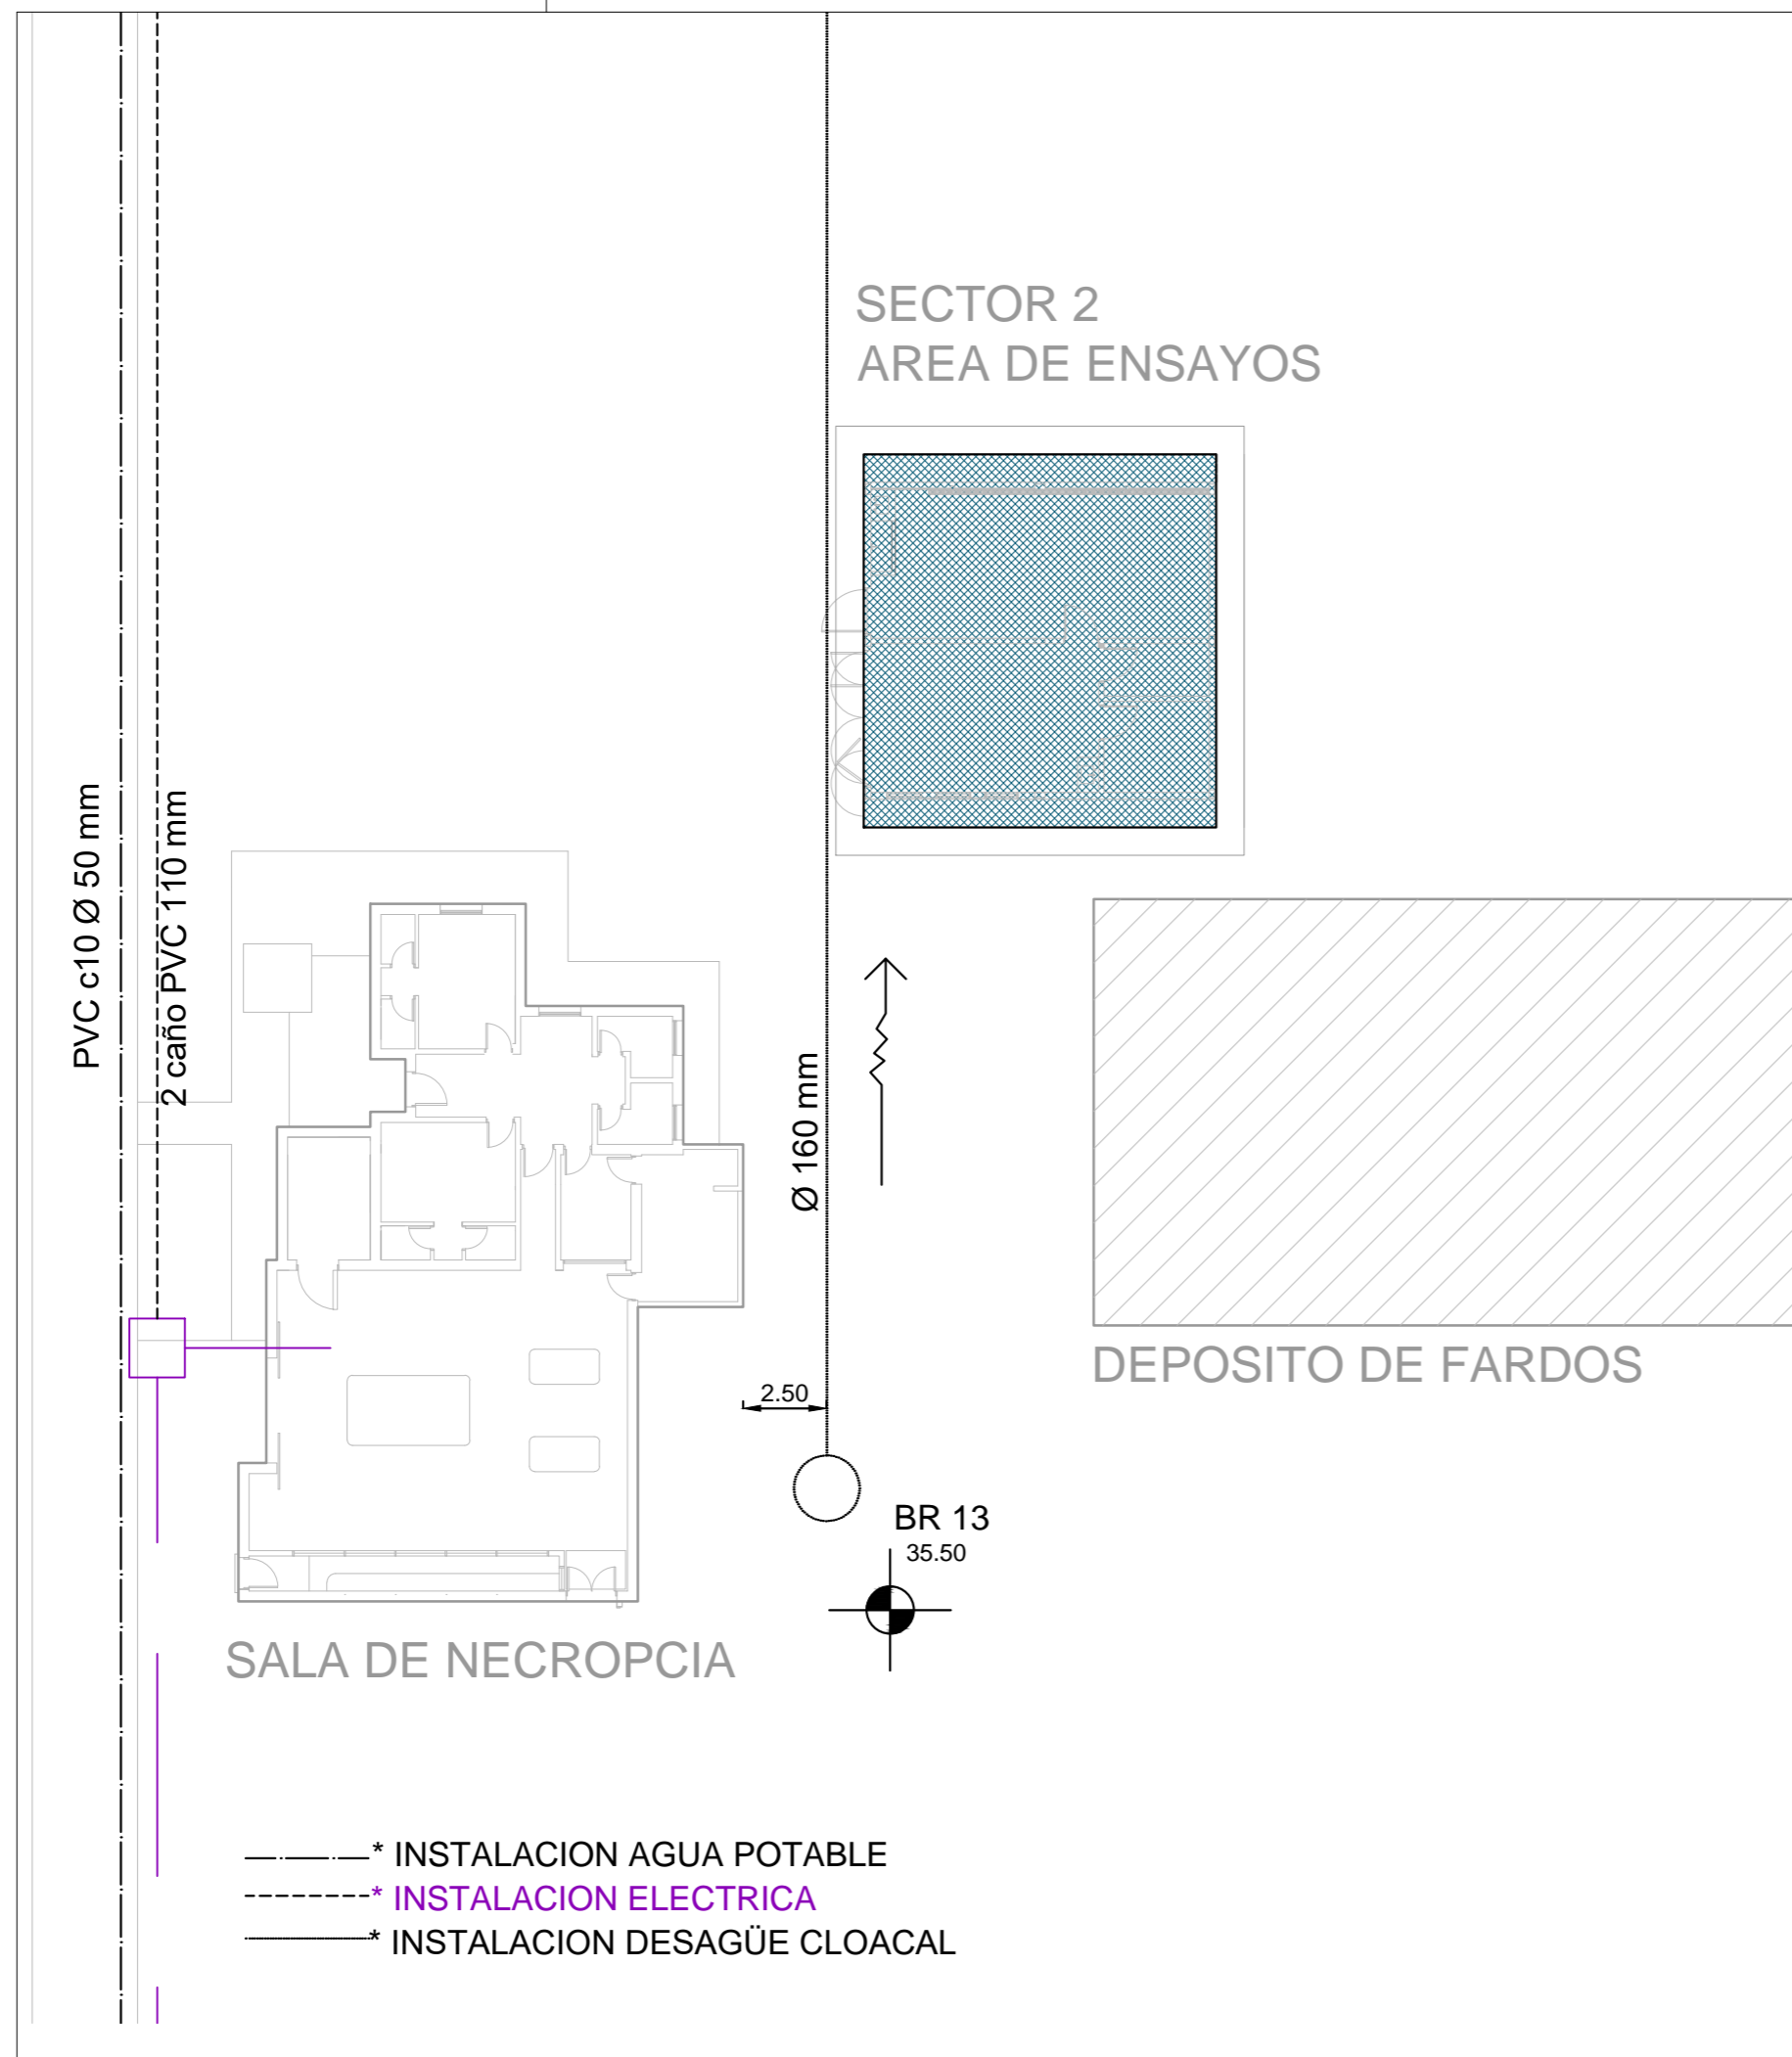 SECTOR 2
AREA DE ENSAYOS
PVC c10 Ø 50 mm
2 caño PVC 110 mm
Ø 160 mm
DEPOSITO DE FARDOS
2.50
BR 13
35.50
SALA DE NECROPCIA
* INSTALACION AGUA POTABLE
* INSTALACION ELECTRICA
* INSTALACION DESAGÜE CLOACAL